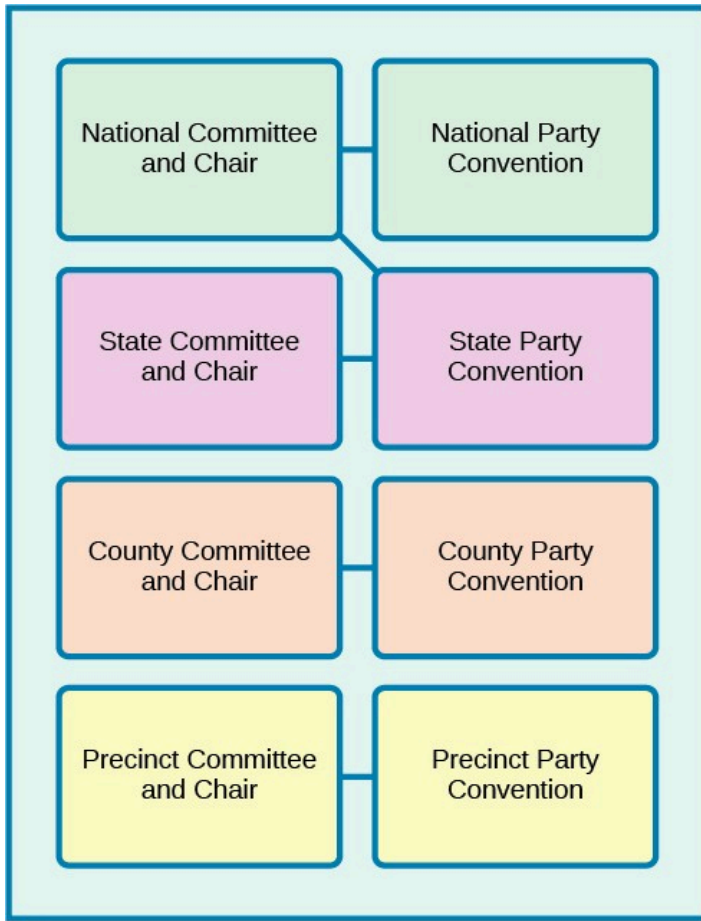 National Committee
and Chair
National Party
Convention
State Committee
and Chair
State Party
Convention
County Committee
and Chair
County Party
Convention
Precinct Committee
and Chair
Precinct Party
Convention